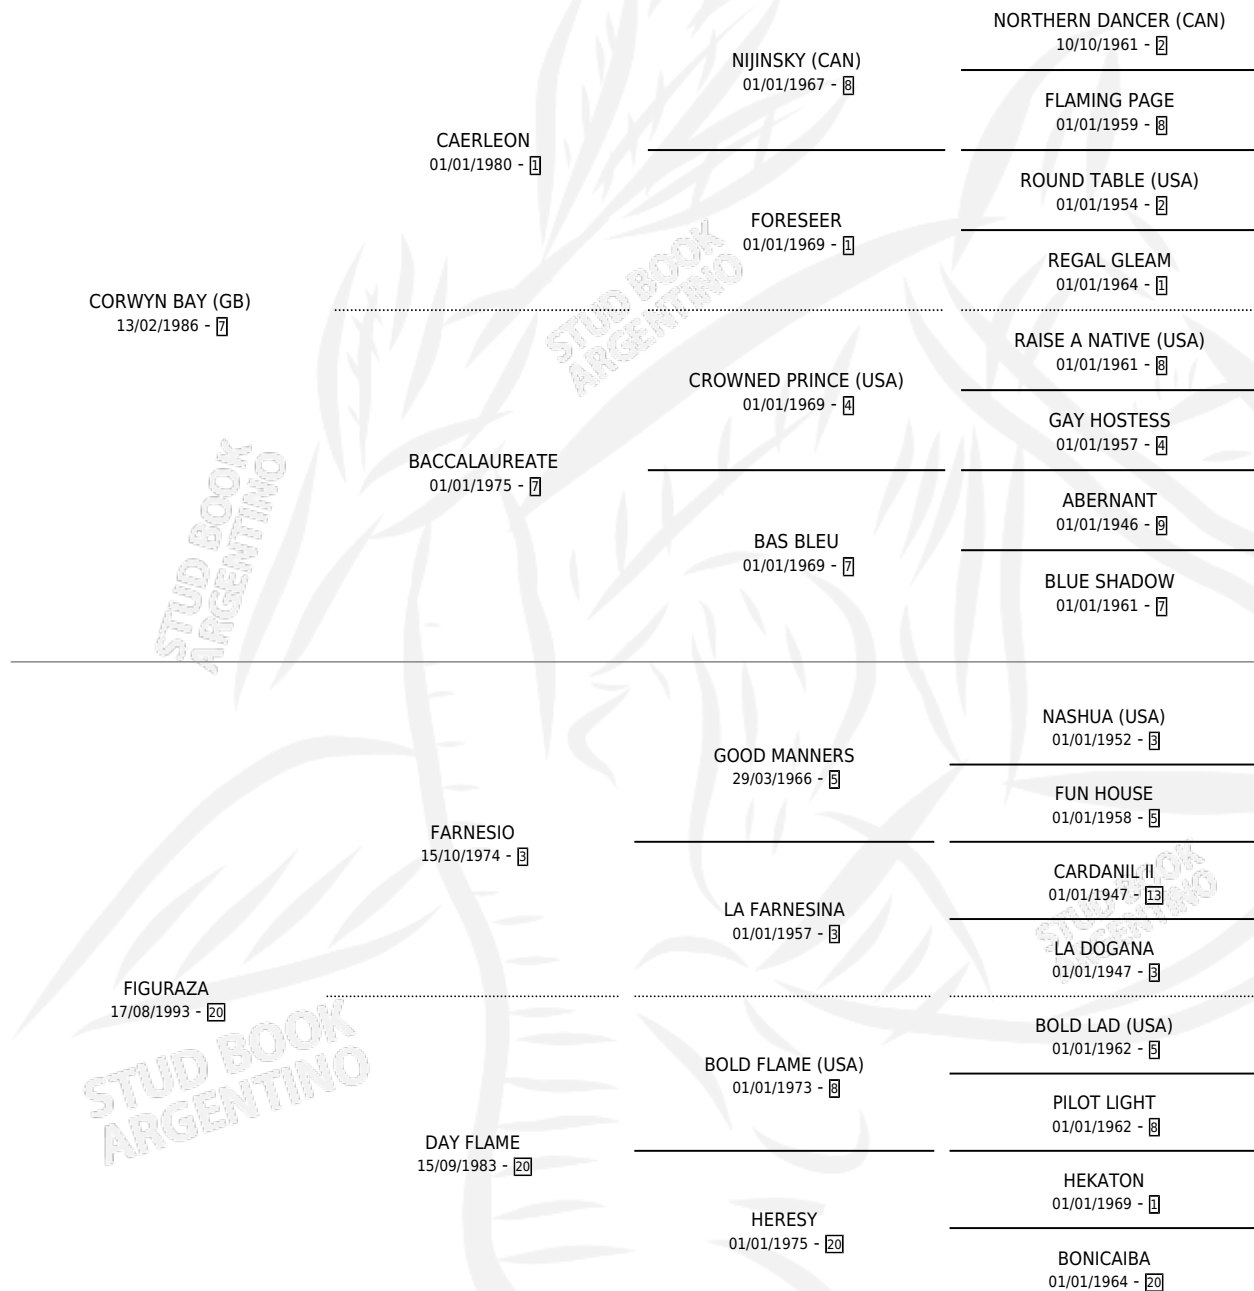 NORTHERN DANCER (CAN)
10/10/1961 - 2
NIJINSKY (CAN)
01/01/1967 - 8
FLAMING PAGE
01/01/1959 - 8
CAERLEON
01/01/1980 - 1
ROUND TABLE (USA)
01/01/1954 - 2
FORESEER
01/01/1969 - 1
REGAL GLEAM
01/01/1964 - 1
CORWYN BAY (GB)
13/02/1986 - 7
RAISE A NATIVE (USA)
01/01/1961 - 8
CROWNED PRINCE (USA)
01/01/1969 - 4
GAY HOSTESS
01/01/1957 - 4
BACCALAUREATE
01/01/1975 - 7
ABERNANT
01/01/1946 - 9
BAS BLEU
01/01/1969 - 7
BLUE SHADOW
01/01/1961 - 7
STUD BOOK
ARGENTINO
STUD BOOK
ARGENTINO
NASHUA (USA)
01/01/1952 - 3
GOOD MANNERS
29/03/1966 - 5
FUN HOUSE
01/01/1958 - 5
FARNESIO
15/10/1974 - 3
CARDANIL II
01/01/1947 - 13
LA FARNESINA
01/01/1957 - 3
LA DOGANA
01/01/1947 - 3
STUD BOOK
ARGENTINO
FIGURAZA
17/08/1993 - 20
BOLD LAD (USA)
01/01/1962 - 5
BOLD FLAME (USA)
01/01/1973 - 8
PILOT LIGHT
01/01/1962 - 8
DAY FLAME
15/09/1983 - 20
HEKATON
01/01/1969 - 1
HERESY
01/01/1975 - 20
BONICAIBA
01/01/1964 - 20
STUD BOOK
ARGENTINO